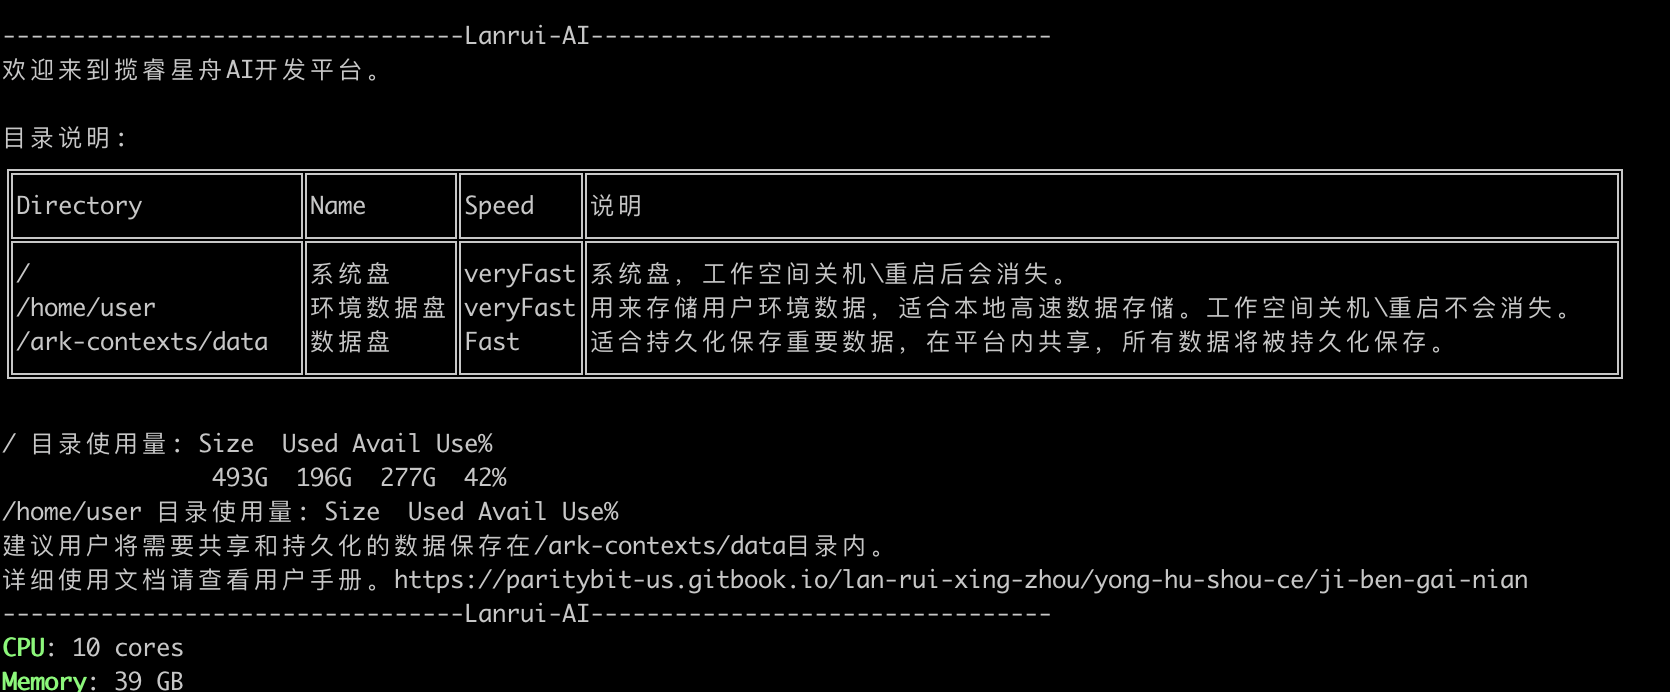 ---------------------------------Lanrui-AI---------------------------------
欢迎来到揽睿星舟AI开发平台。
目录说明：
Directory Name Speed 说明
/ 系统盘 veryFast 系统盘，工作空间关机\重启后会消失。
/home/user 环境数据盘 veryFast 用来存储用户环境数据，适合本地高速数据存储。工作空间关机\重启不会消失。
/ark-contexts/data 数据盘 Fast 适合持久化保存重要数据，在平台内共享，所有数据将被持久化保存。
/ 目录使用量：Size  Used Avail Use%
493G  196G  277G  42%
/home/user 目录使用量：Size  Used Avail Use%
建议用户将需要共享和持久化的数据保存在/ark-contexts/data目录内。
详细使用文档请查看用户手册。https://paritybit-us.gitbook.io/lan-rui-xing-zhou/yong-hu-shou-ce/ji-ben-gai-nian
---------------------------------Lanrui-AI---------------------------------
CPU: 10 cores
Memory: 39 GB